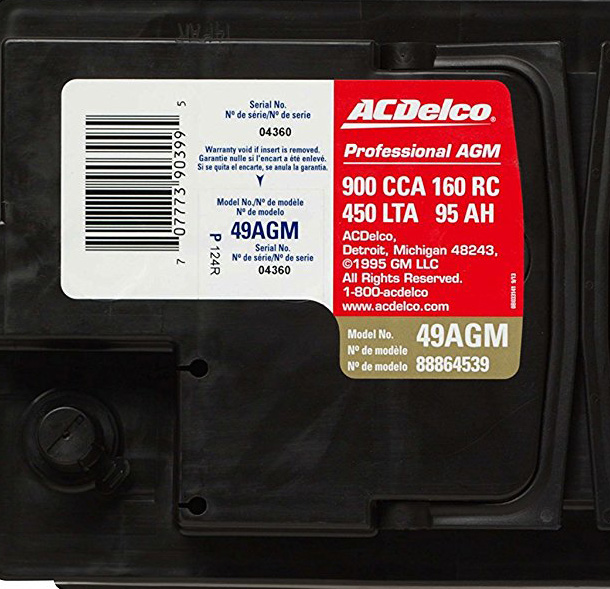 Serial No.
Nº de série/Nº de serie
04360
Warranty void if insert is removed.
Garantie nulle si l'encart a été enlevé.
Si se quita el encarte, se anula la garantía.
Model No./Nº de modèle
Nº de modelo
49AGM
Serial No.
Nº de série/Nº de serie
04360
P 124R
7 07773 90399 5
ACDelco®
Professional AGM
900 CCA 160 RC
450 LTA 95 AH
ACDelco,
Detroit, Michigan 48243,
©1995 GM LLC
All Rights Reserved.
1-800-acdelco
www.acdelco.com
Model No.
Nº de modèle
Nº de modelo
49AGM
88864539